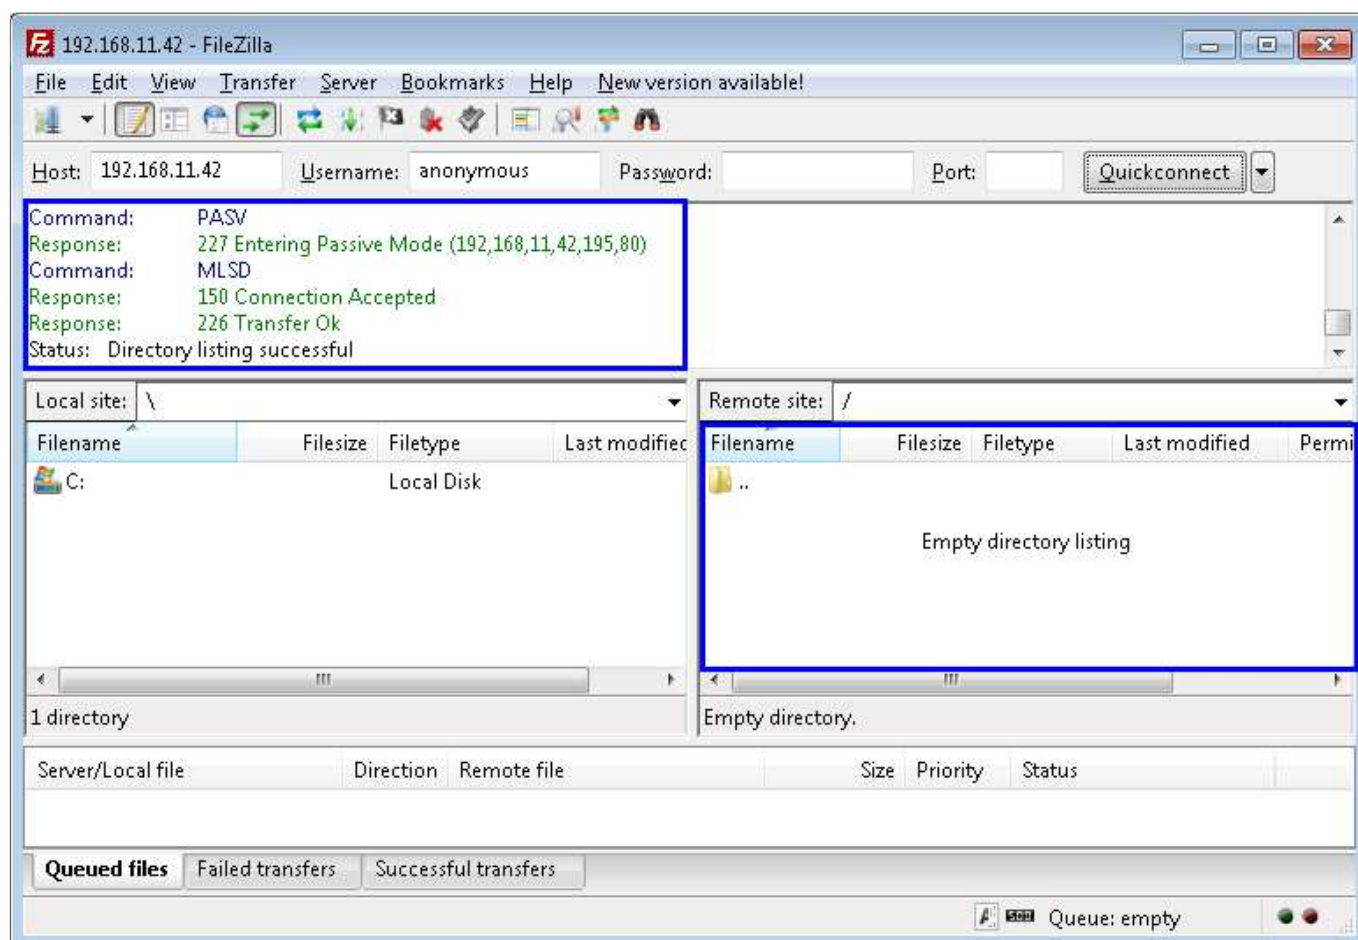 192.168.11.42 - FileZilla
File Edit View Transfer Server Bookmarks Help New version available!
Host: 192.168.11.42 Username: anonymous Password: Port: Quickconnect
Command: PASV
Response: 227 Entering Passive Mode (192,168,11,42,195,80)
Command: MLSD
Response: 150 Connection Accepted
Response: 226 Transfer Ok
Status: Directory listing successful
Local site: \
Filename Filesize Filetype Last modified
C: Local Disk
1 directory
Remote site: /
Filename Filesize Filetype Last modified Permi
..
Empty directory listing
Empty directory.
Server/Local file Direction Remote file Size Priority Status
Queued files Failed transfers Successful transfers
Queue: empty